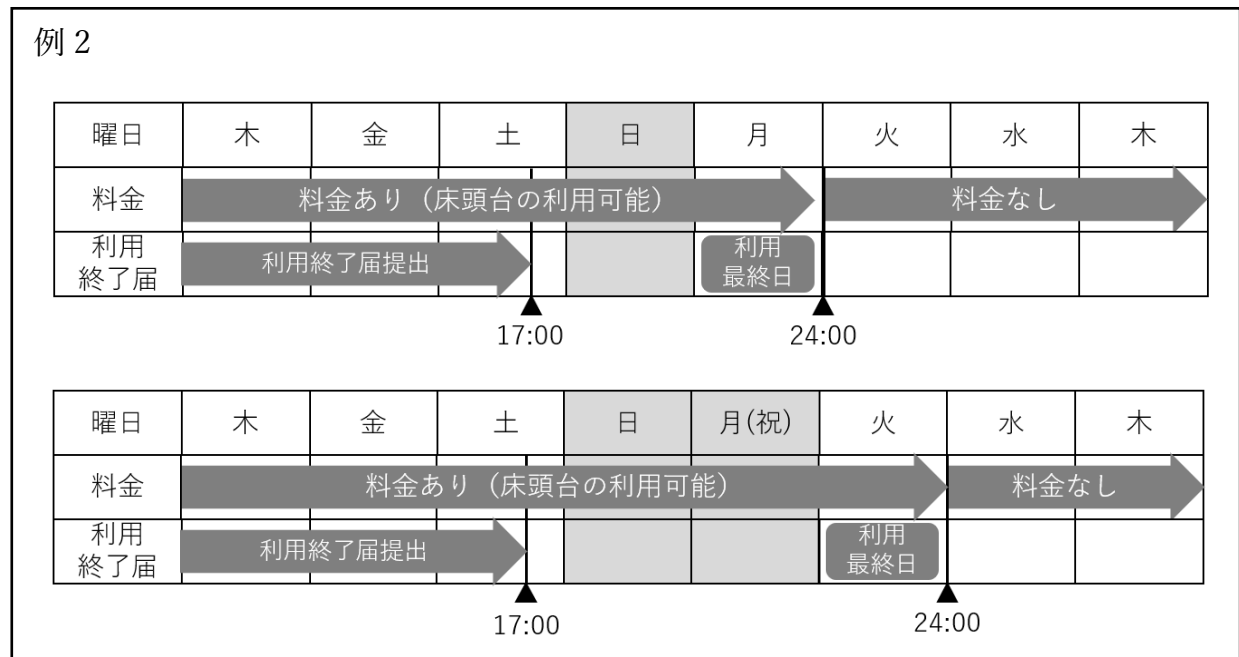 例２
曜日 木 金 土 日 月 火 水 木
料金 料金あり（床頭台の利用可能） 料金なし
利用
終了届
利用終了届提出
利用
最終日
17:00 24:00
曜日 木 金 土 日 月(祝) 火 水 木
料金 料金あり（床頭台の利用可能） 料金なし
利用
終了届
利用終了届提出
利用
最終日
17:00 24:00